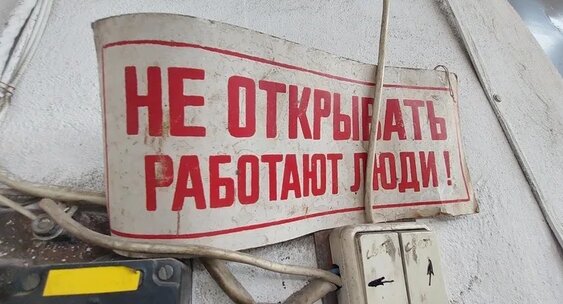 НЕ ОТКРЫВАТЬ
РАБОТАЮТ ЛЮДИ!